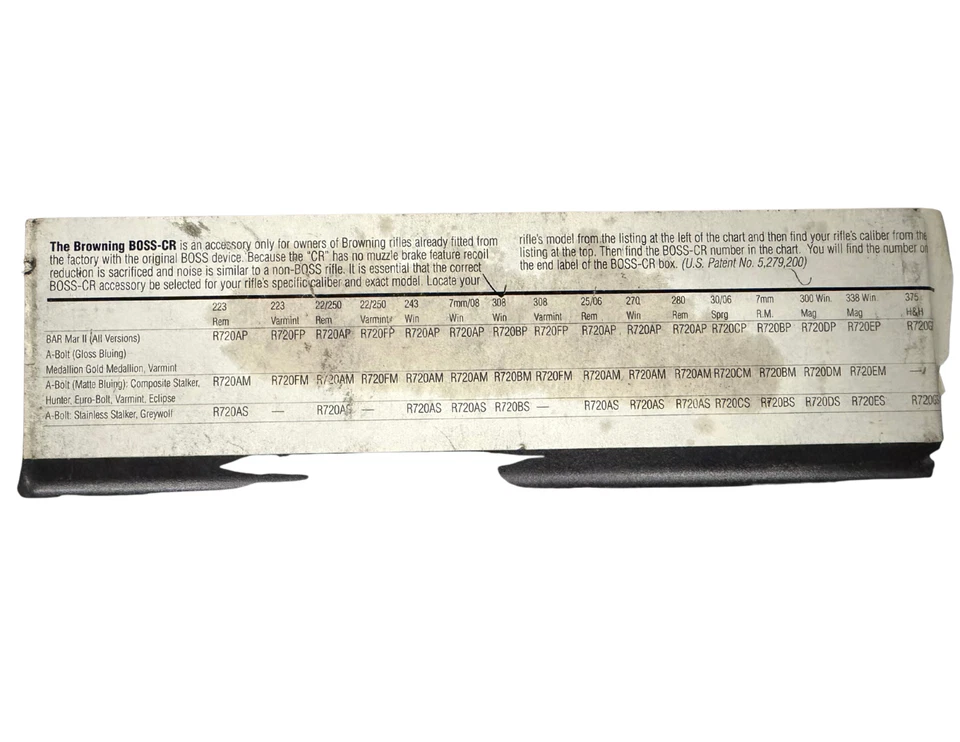 The Browning BOSS-CR is an accessory only for owners of Browning rifles already fitted from
the factory with the original BOSS device. Because the "CR" has no muzzle brake feature recoil
reduction is sacrificed and noise is similar to a non-BOSS rifle. It is essential that the correct
BOSS-CR accessory be selected for your rifle's specific caliber and exact model. Locate your
rifle's model from the listing at the left of the chart and then find your rifle's caliber from the
listing at the top. Then find the BOSS-CR number in the chart. You will find the number on
the end label of the BOSS-CR box. (U.S. Patent No. 5,279,200)
223 223 22/250 22/250 243 7mm/08 308 308 25/06 270 280 30/06 7mm 300 Win. 338 Win. 375
Rem Varmint Rem Varmint Win Win Win Varmint Rem Win Rem Sprg R.M. Mag Mag H&H
BAR Mar II (All Versions) R720AP R720FP R720AP R720FP R720AP R720AP R720BP R720FP R720AP R720AP R720AP R720CP R720BP R720DP R720EP
A-Bolt (Gloss Bluing)
Medallion Gold Medallion, Varmint
A-Bolt (Matte Bluing): Composite Stalker, R720AM R720FM R720AM R720FM R720AM R720AM R720BM R720FM R720AM R720AM R720AM R720CM R720BM R720DM R720EM —
Hunter, Euro-Bolt, Varmint, Eclipse
A-Bolt: Stainless Stalker, Greywolf R720AS — R720AS — R720AS R720AS R720BS — R720AS R720AS R720AS R720CS R720BS R720DS R720ES